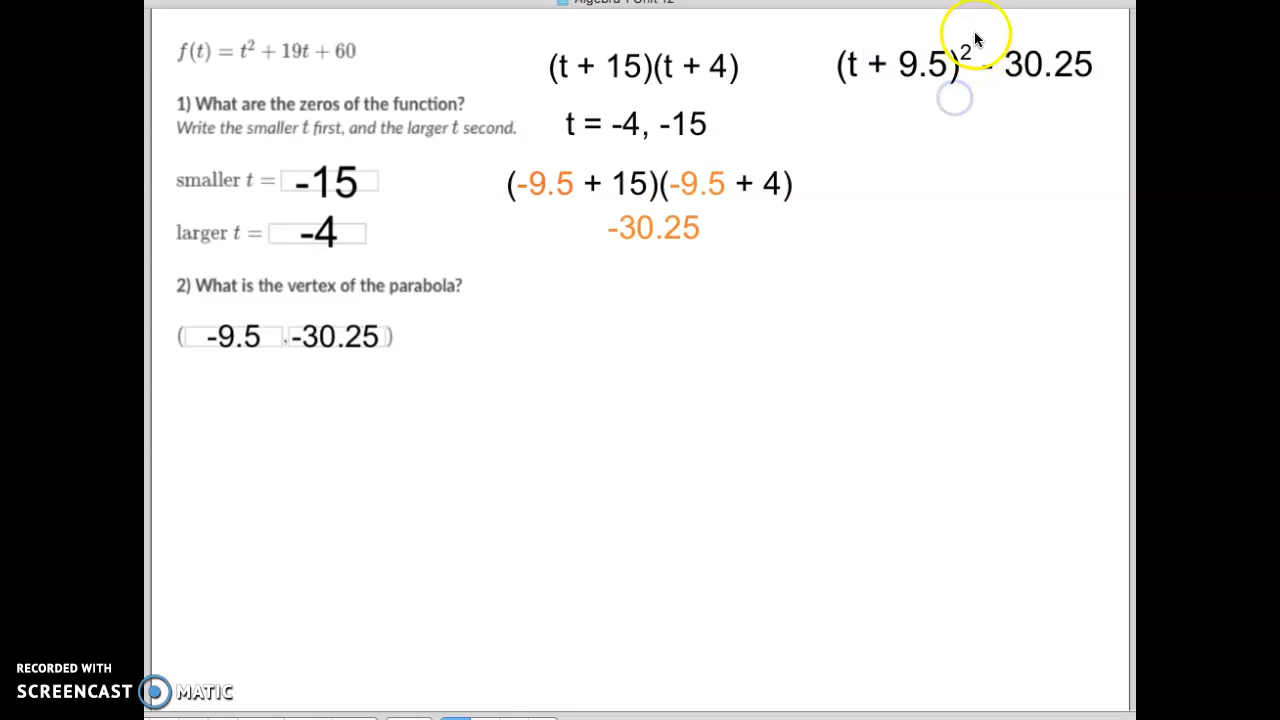 f(t) = t² + 19t + 60
1) What are the zeros of the function?
Write the smaller t first, and the larger t second.
smaller t = -15
larger t = -4
2) What is the vertex of the parabola?
( -9.5 , -30.25 )
(t + 15)(t + 4)
t = -4, -15
(-9.5 + 15)(-9.5 + 4)
-30.25
(t + 9.5)² - 30.25
RECORDED WITH
SCREENCAST MATIC